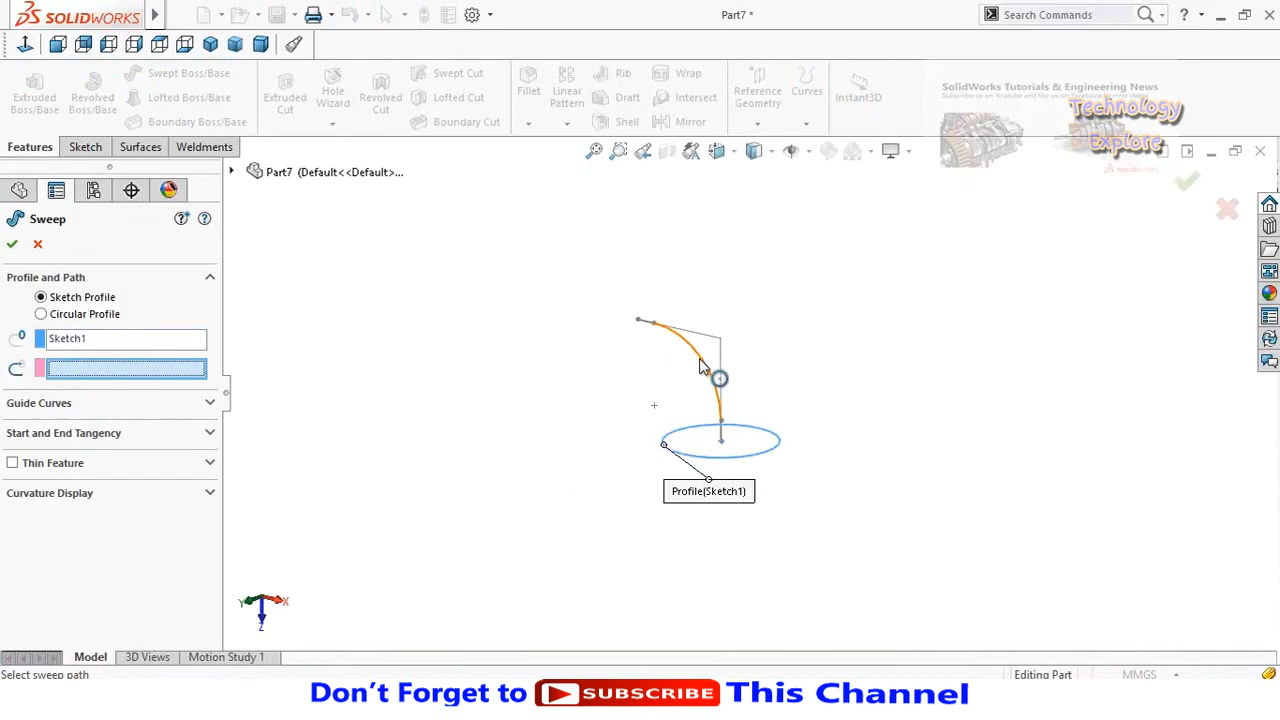 SOLIDWORKS
Part7 *
Search Commands
Extruded Boss/Base
Revolved Boss/Base
Swept Boss/Base
Lofted Boss/Base
Boundary Boss/Base
Extruded Cut
Hole Wizard
Revolved Cut
Swept Cut
Lofted Cut
Boundary Cut
Fillet
Linear Pattern
Rib
Draft
Shell
Wrap
Intersect
Mirror
Reference Geometry
Curves
Instant3D
SolidWorks Tutorials & Engineering News
Technology
Explore
SOLIDWORKS
Features
Sketch
Surfaces
Weldments
Part7 (Default<<Default>...
Sweep
Profile and Path
Sketch Profile
Circular Profile
Sketch1
Guide Curves
Start and End Tangency
Thin Feature
Curvature Display
Profile(Sketch1)
Y
X
Z
Model
3D Views
Motion Study 1
Select sweep path
Editing Part
MMGS
Don't Forget to SUBSCRIBE This Channel